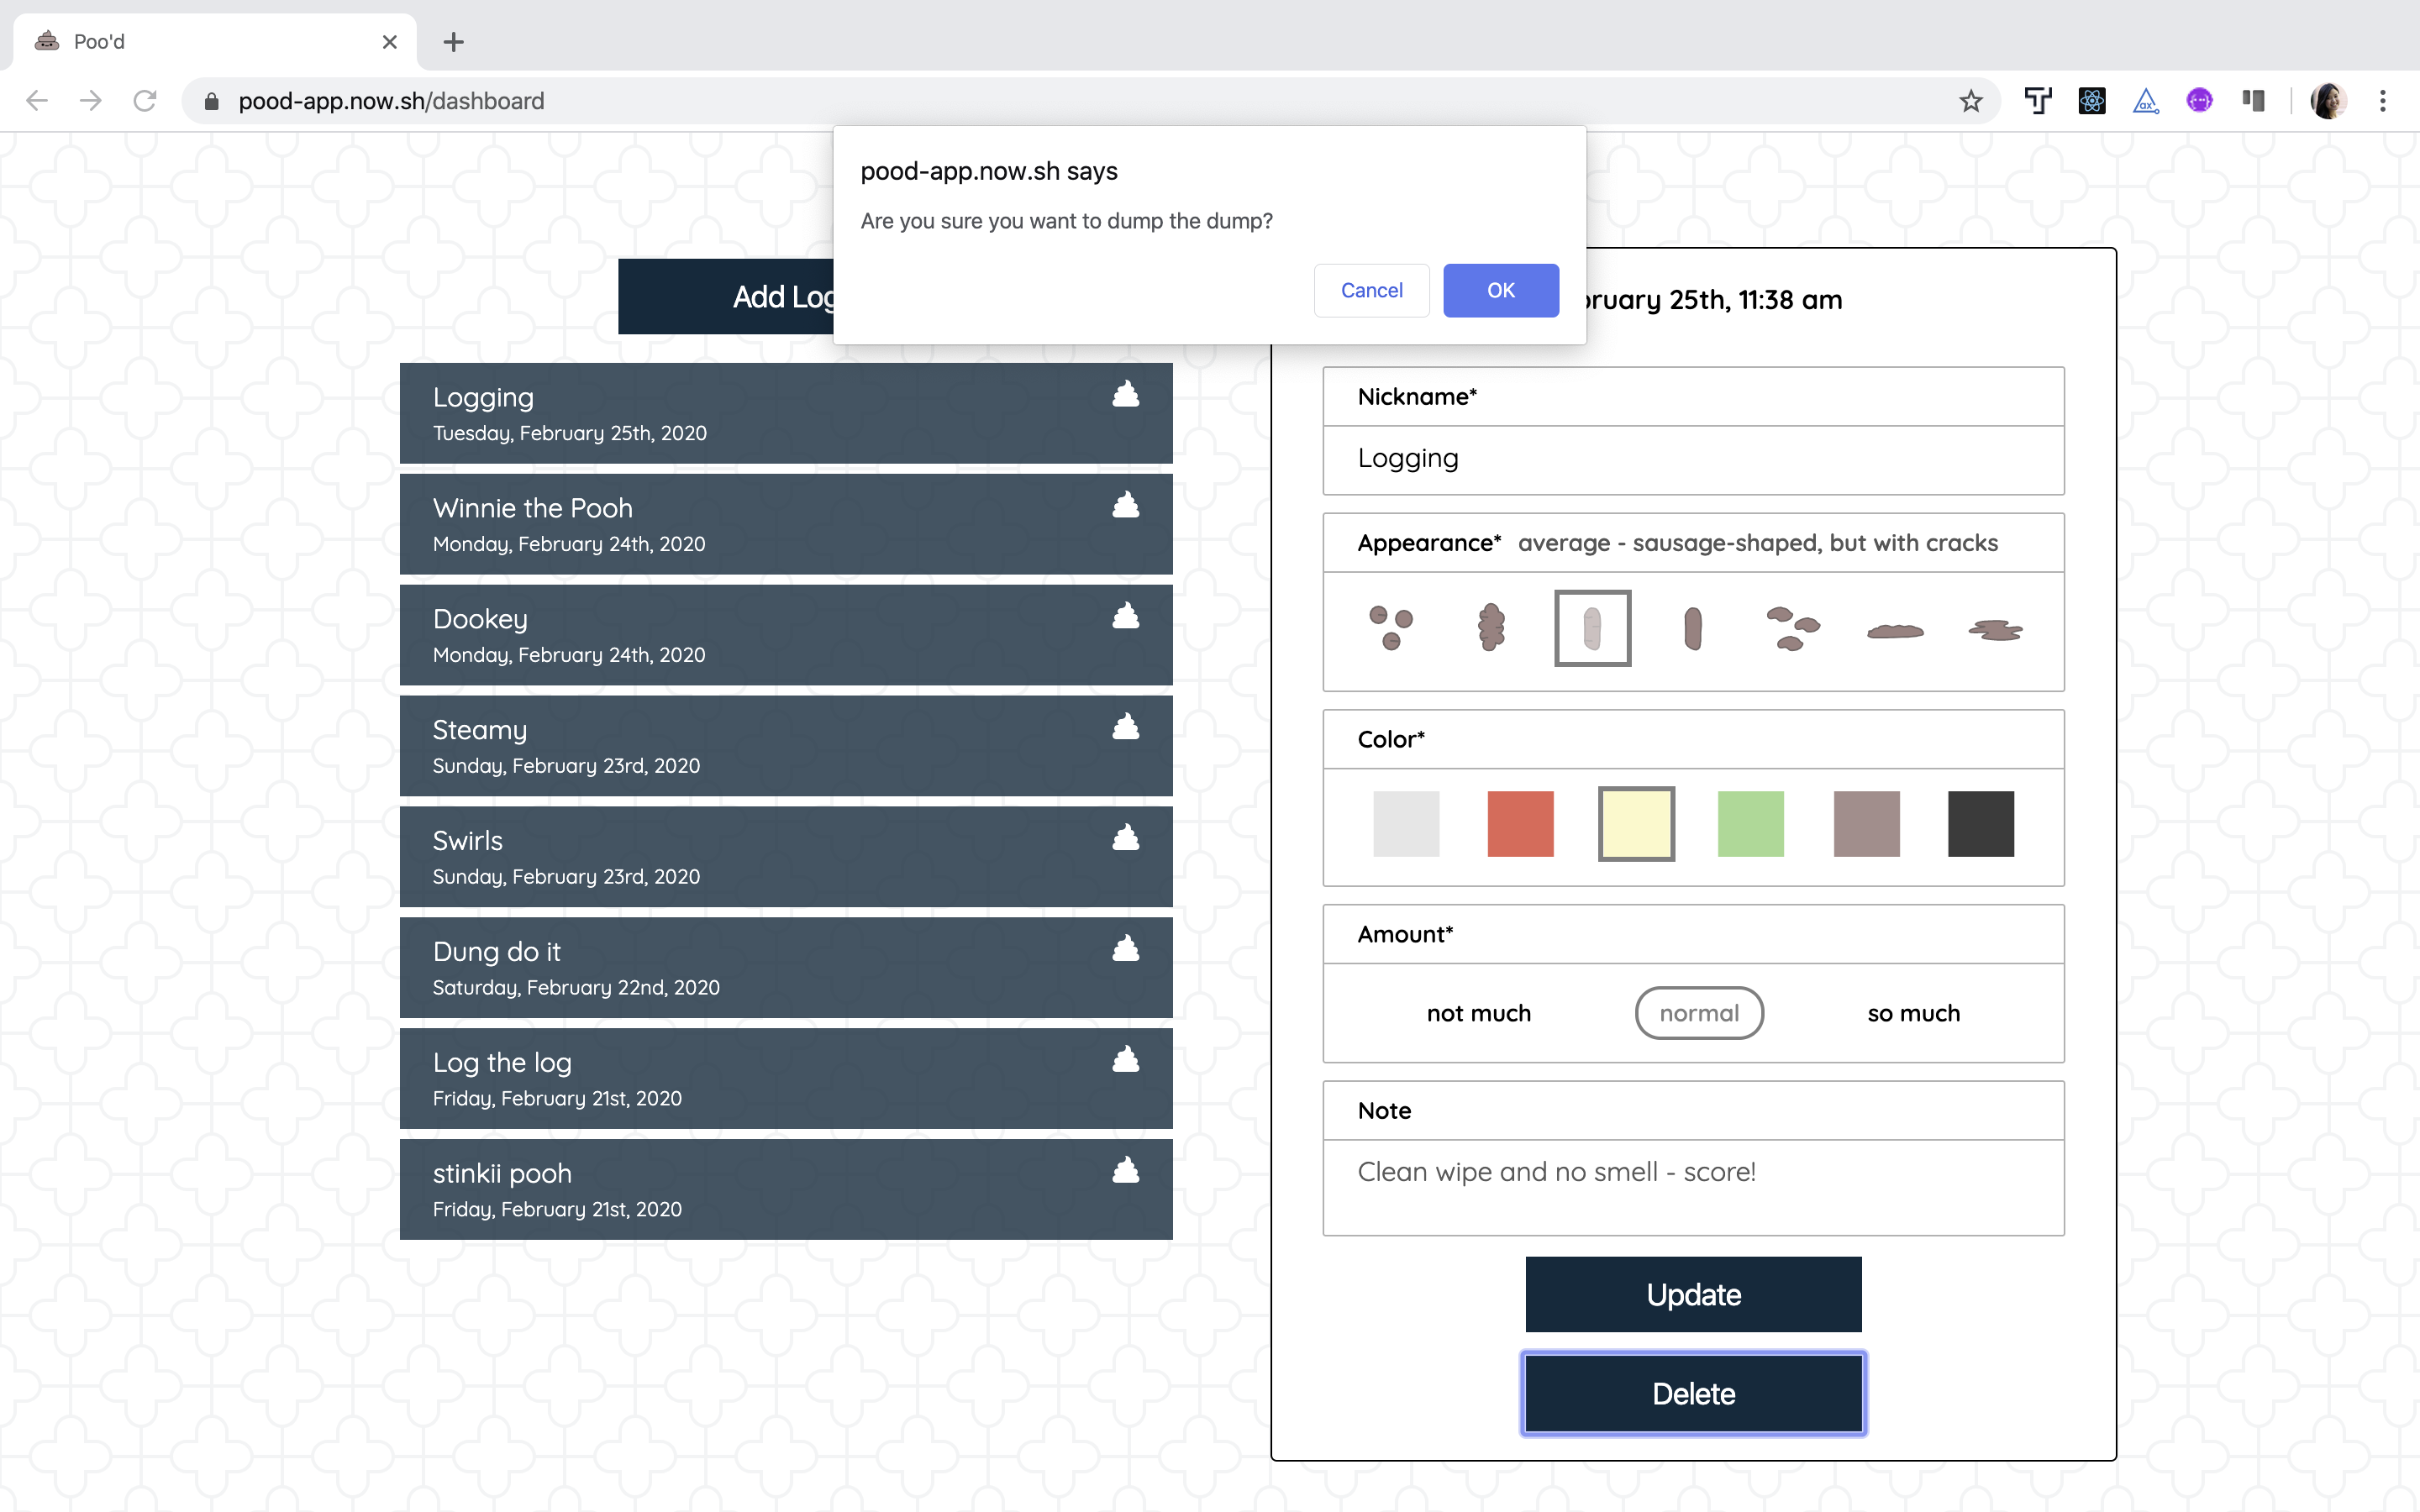 Poo'd
pood-app.now.sh/dashboard
pood-app.now.sh says
Are you sure you want to dump the dump?
Cancel
OK
Add Log
Logging
Tuesday, February 25th, 2020
Winnie the Pooh
Monday, February 24th, 2020
Dookey
Monday, February 24th, 2020
Steamy
Sunday, February 23rd, 2020
Swirls
Sunday, February 23rd, 2020
Dung do it
Saturday, February 22nd, 2020
Log the log
Friday, February 21st, 2020
stinkii pooh
Friday, February 21st, 2020
bruary 25th, 11:38 am
Nickname*
Logging
Appearance* average - sausage-shaped, but with cracks
Color*
Amount*
not much normal so much
Note
Clean wipe and no smell - score!
Update
Delete